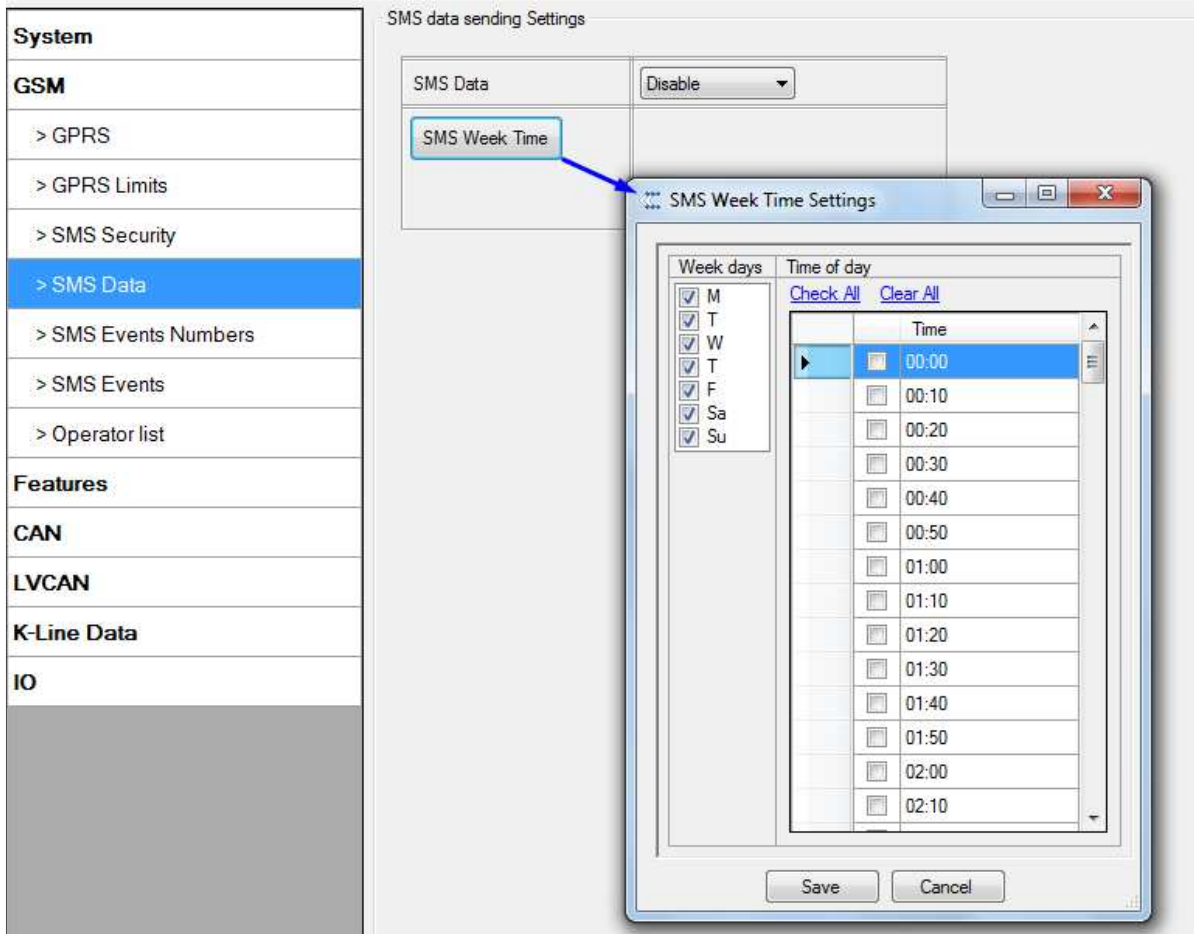 System
GSM
> GPRS
> GPRS Limits
> SMS Security
> SMS Data
> SMS Events Numbers
> SMS Events
> Operator list
Features
CAN
LVCAN
K-Line Data
IO
SMS data sending Settings
SMS Data
Disable
SMS Week Time
SMS Week Time Settings
Week days
M
T
W
T
F
Sa
Su
Time of day
Check All Clear All
Time
00:00
00:10
00:20
00:30
00:40
00:50
01:00
01:10
01:20
01:30
01:40
01:50
02:00
02:10
Save Cancel